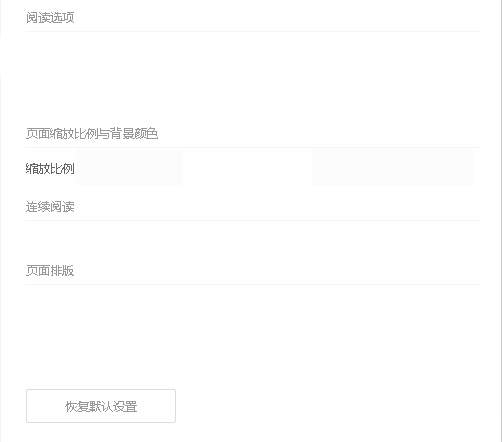 阅读选项
页面缩放比例与背景颜色
缩放比例
连续阅读
页面排版
恢复默认设置